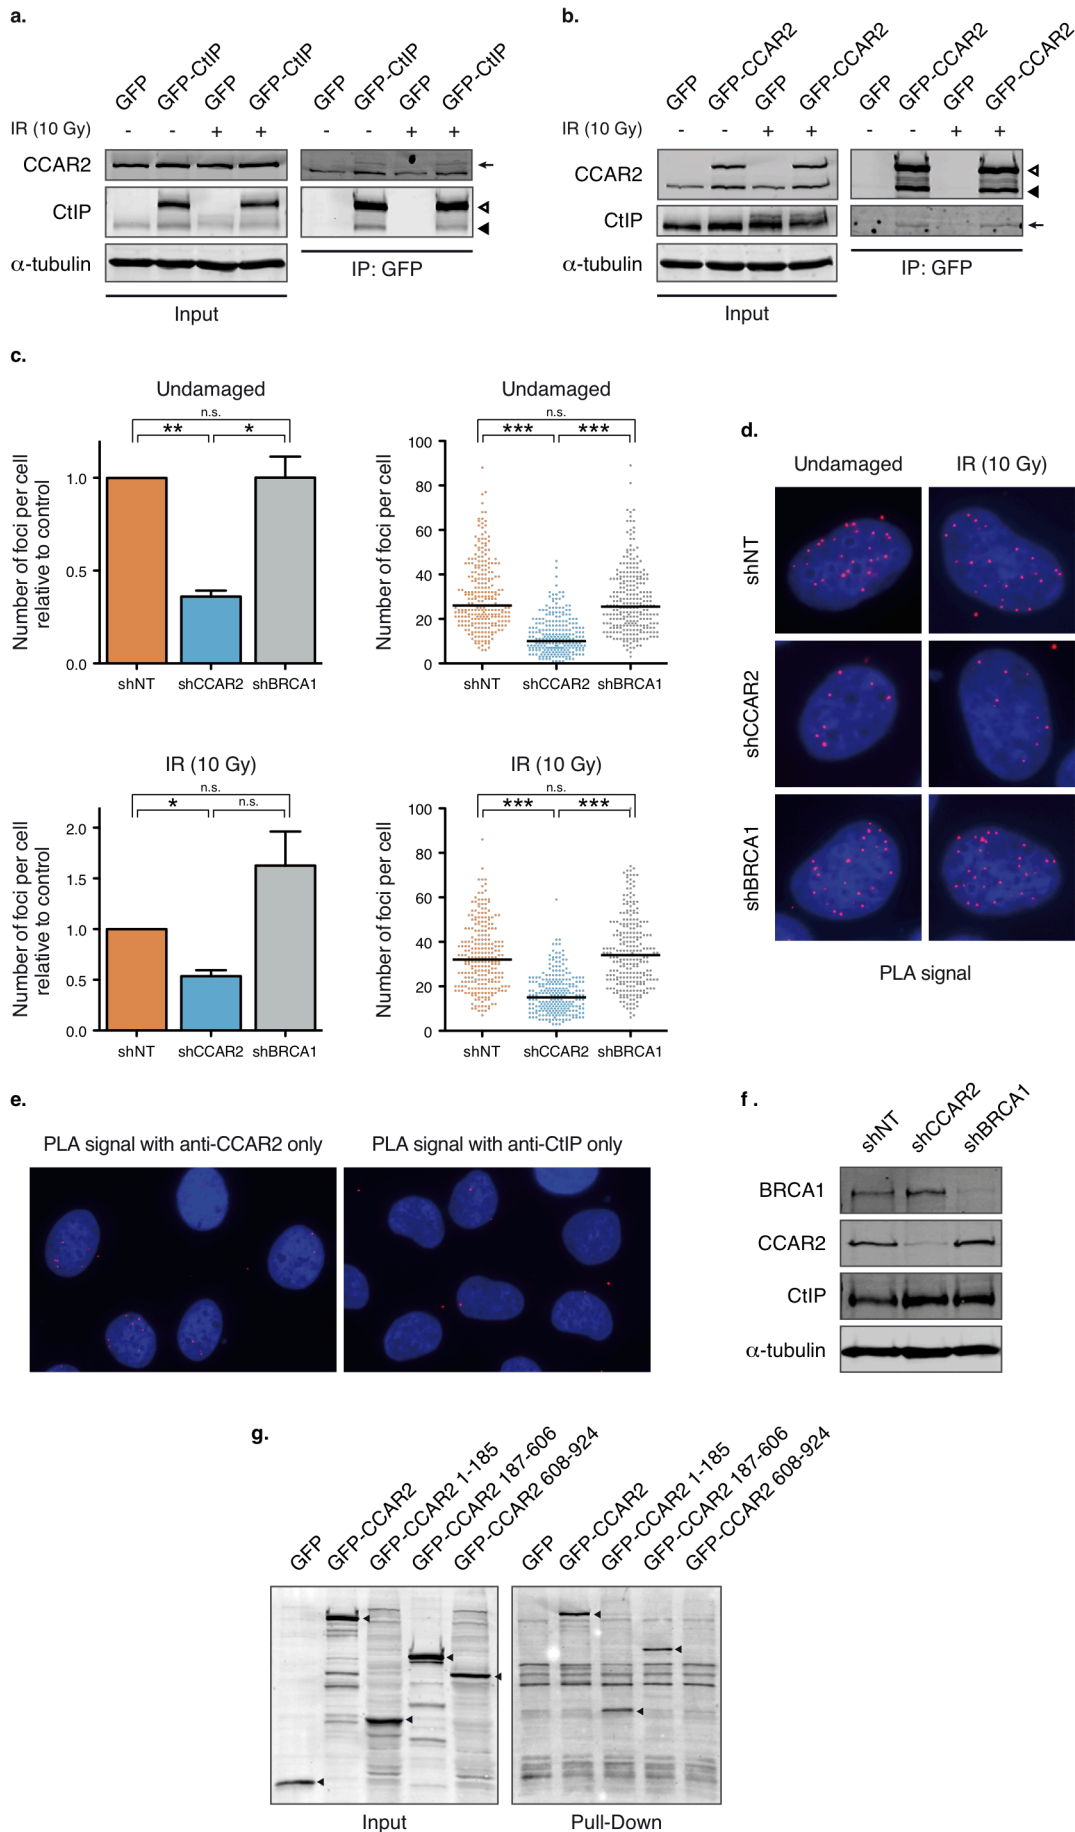 a.
GFP GFP-CtIP GFP GFP-CtIP GFP GFP-CtIP GFP GFP-CtIP
IR (10 Gy) - - + + - - + +
CCAR2
CtIP
α-tubulin
IP: GFP
Input
b.
GFP GFP-CCAR2 GFP GFP-CCAR2 GFP GFP-CCAR2 GFP GFP-CCAR2
IR (10 Gy) - - + + - - + +
CCAR2
CtIP
α-tubulin
IP: GFP
Input
c.
Undamaged
n.s.
** *
Number of foci per cell
relative to control
1.0
0.5
0.0
shNT shCCAR2 shBRCA1
Undamaged
n.s.
*** ***
Number of foci per cell
100
80
60
40
20
0
shNT shCCAR2 shBRCA1
IR (10 Gy)
n.s.
* n.s.
Number of foci per cell
relative to control
2.0
1.5
1.0
0.5
0.0
shNT shCCAR2 shBRCA1
IR (10 Gy)
n.s.
*** ***
Number of foci per cell
100
80
60
40
20
0
shNT shCCAR2 shBRCA1
d.
Undamaged IR (10 Gy)
shNT
shCCAR2
shBRCA1
PLA signal
e.
PLA signal with anti-CCAR2 only
PLA signal with anti-CtIP only
f .
shNT shCCAR2 shBRCA1
BRCA1
CCAR2
CtIP
α-tubulin
g.
GFP GFP-CCAR2 GFP-CCAR2 1-185 GFP-CCAR2 187-606 GFP-CCAR2 608-924
GFP GFP-CCAR2 GFP-CCAR2 1-185 GFP-CCAR2 187-606 GFP-CCAR2 608-924
Input
Pull-Down